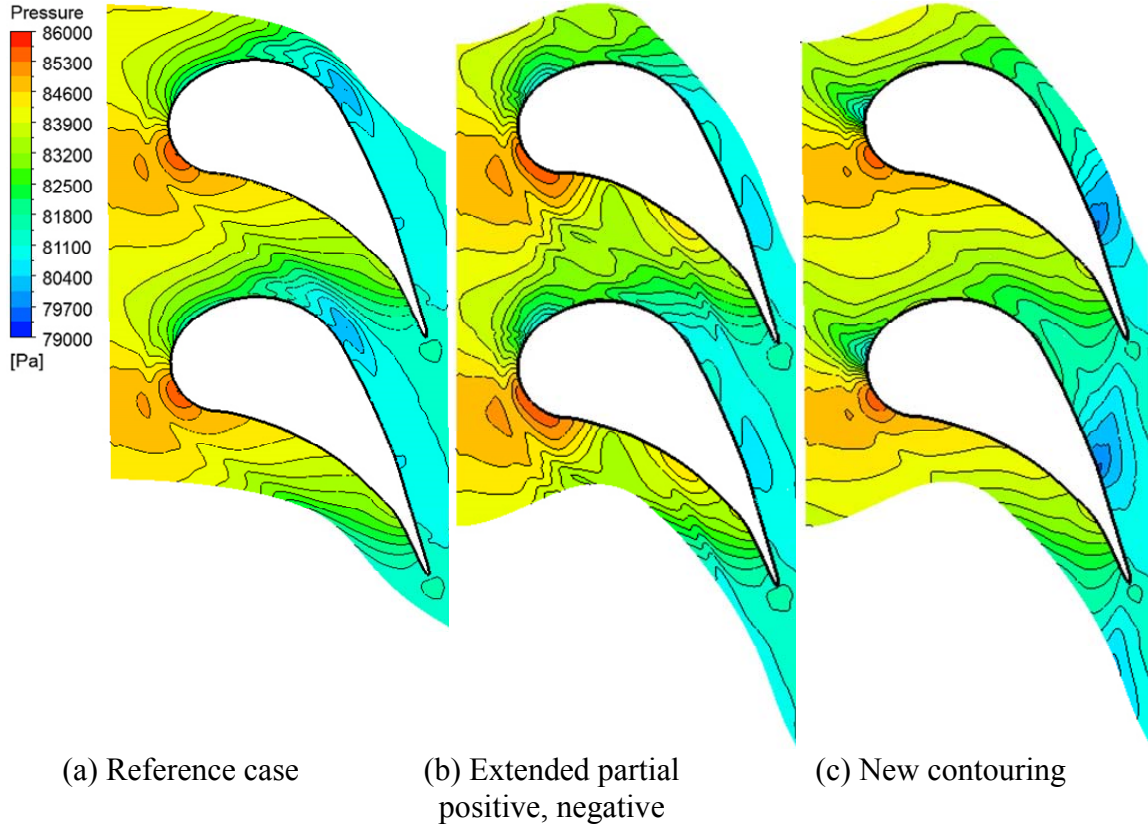 Pressure
86000
85300
84600
83900
83200
82500
81800
81100
80400
79700
79000
[Pa]
(a) Reference case
(b) Extended partial
positive, negative
(c) New contouring